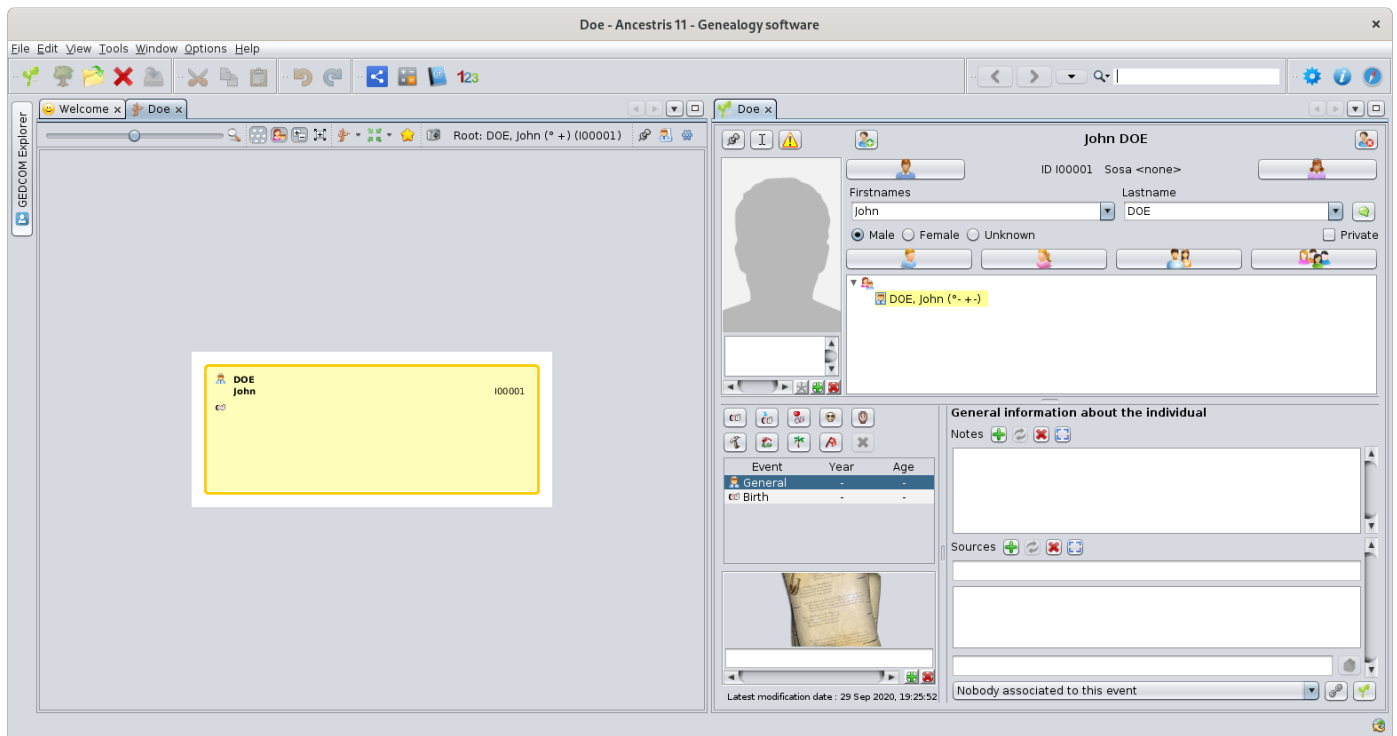 Doe - Ancestris 11 - Genealogy software
File Edit View Tools Window Options Help
123
Welcome
Doe
Root: DOE, John (° +) (I00001)
GEDCOM Explorer
DOE
John I00001
Doe
John DOE
ID I00001 Sosa <none>
Firstnames Lastname
John DOE
Male Female Unknown Private
DOE, John (°- +-)
Event Year Age
General - -
Birth - -
Latest modification date : 29 Sep 2020, 19:25:52
General information about the individual
Notes
Sources
Nobody associated to this event